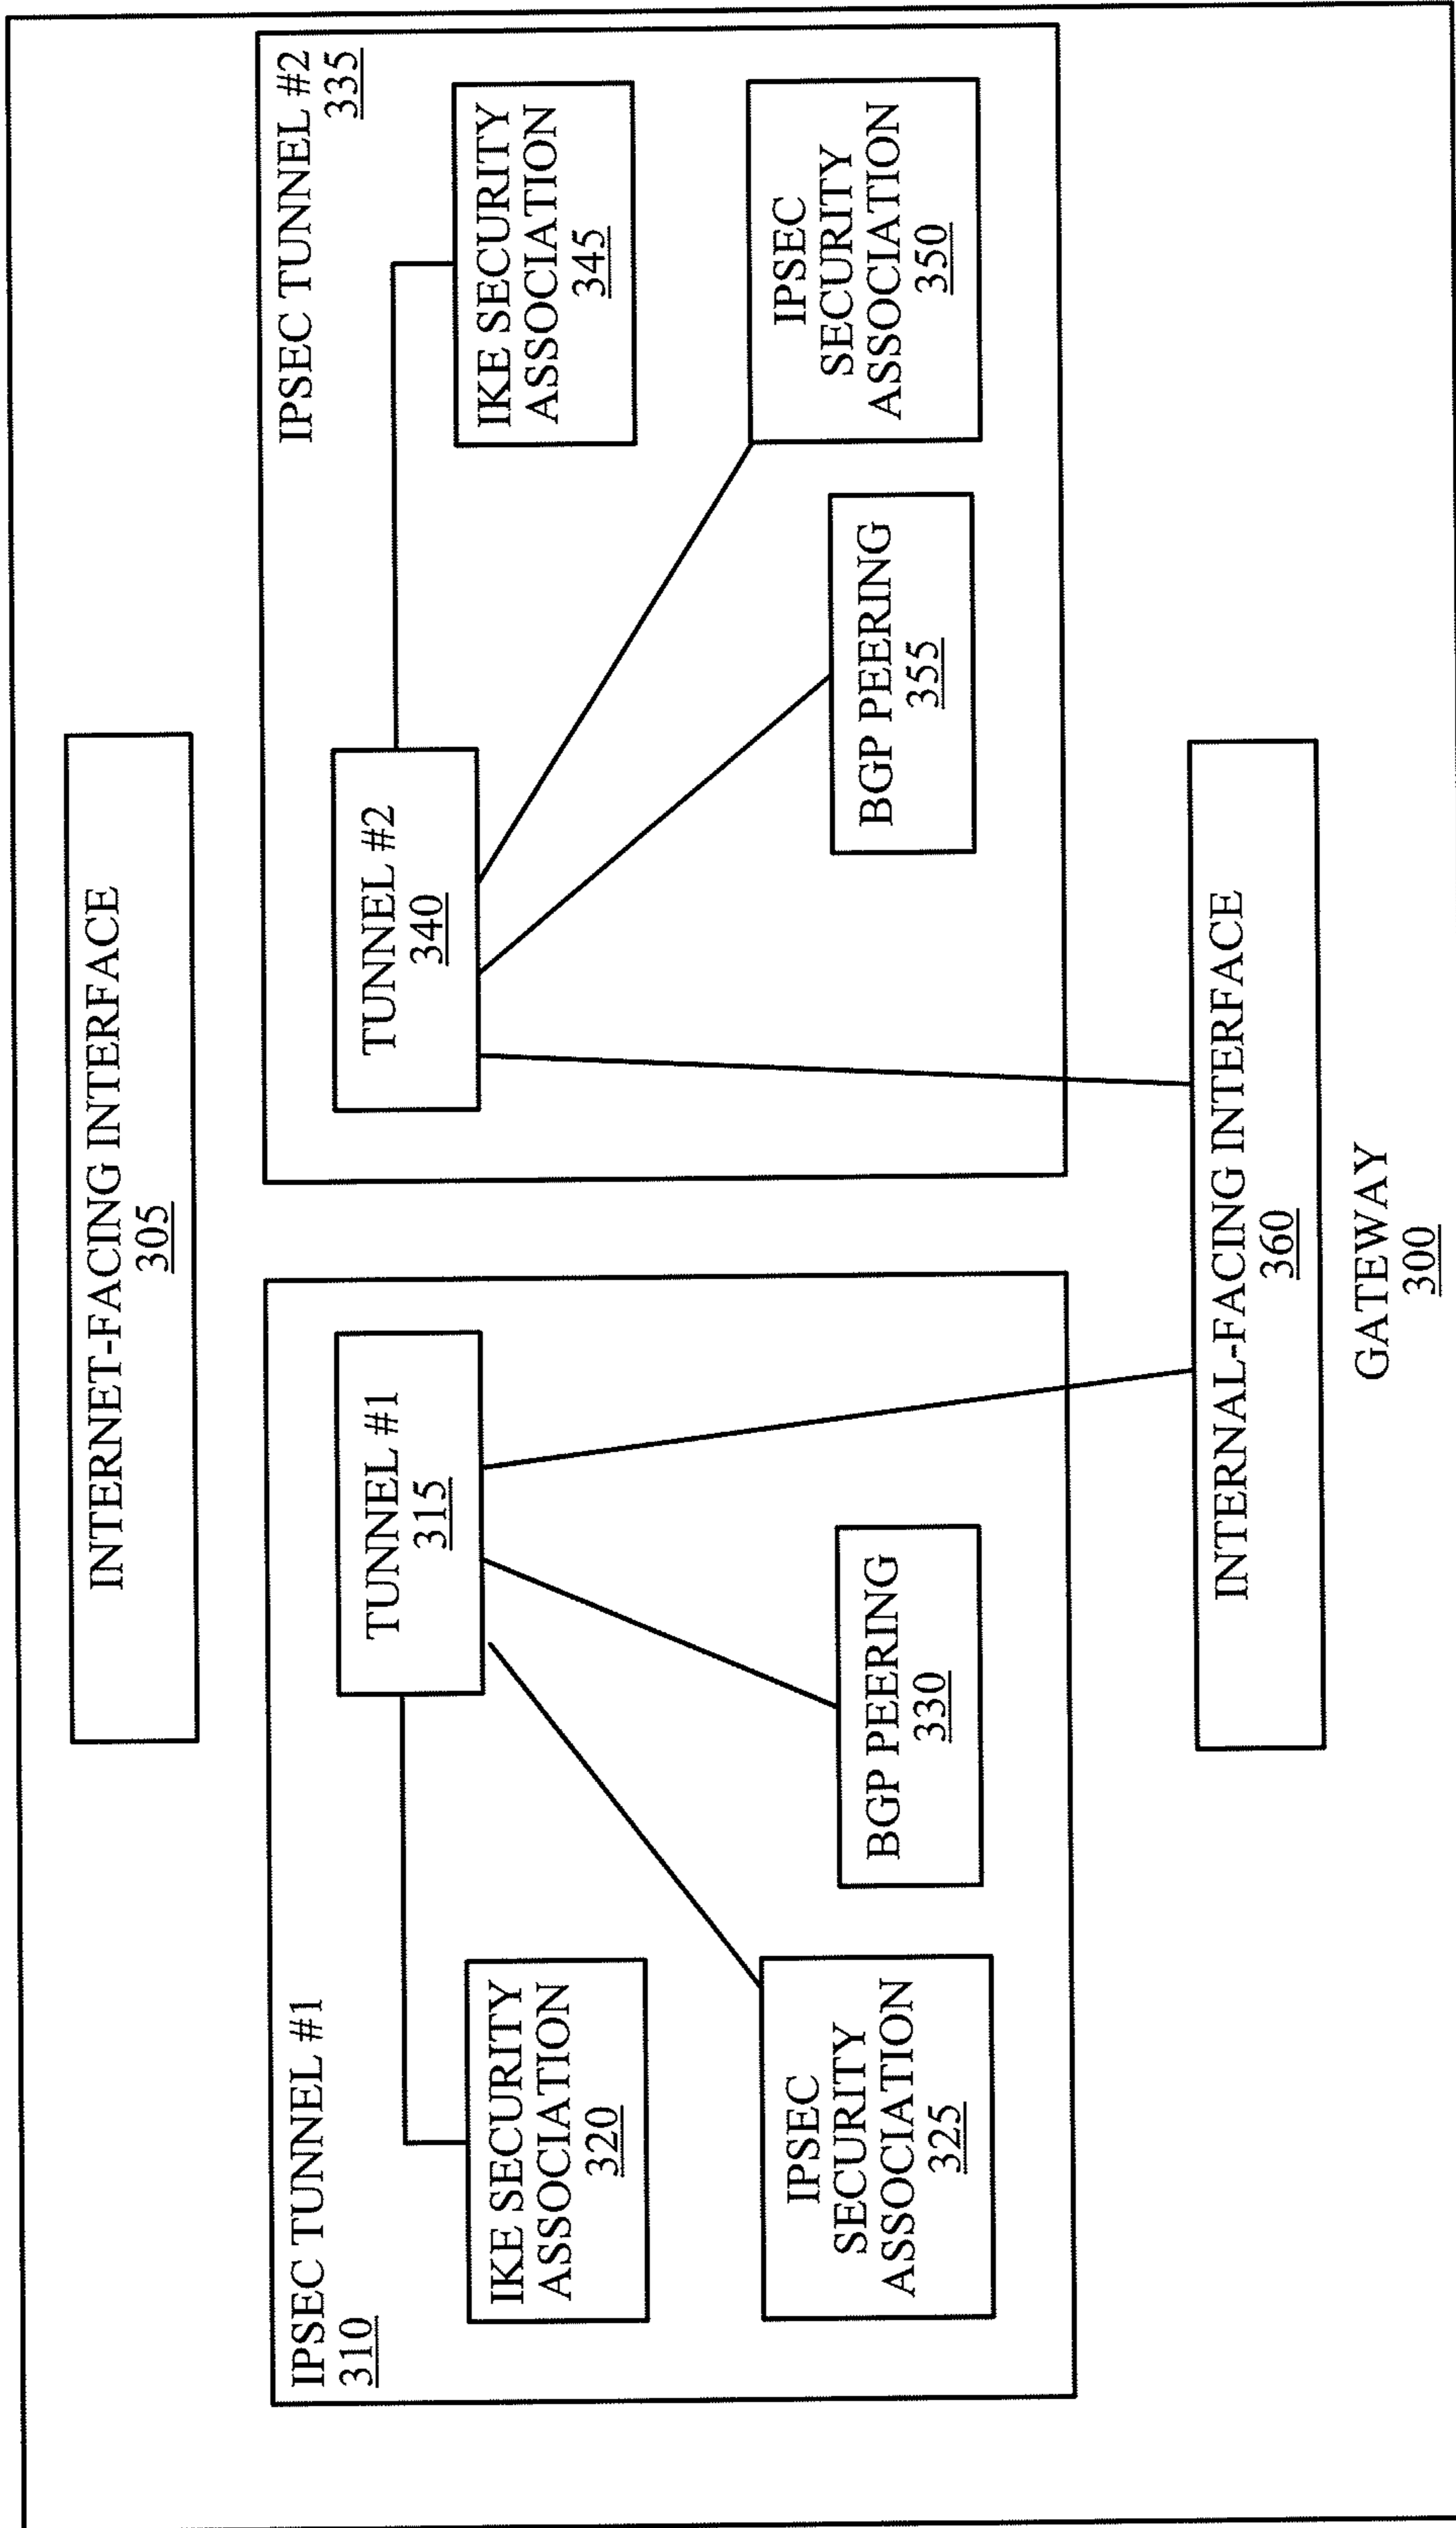 INTERNET-FACING INTERFACE
305
IPSEC TUNNEL #1
310
TUNNEL #1
315
IKE SECURITY
ASSOCIATION
320
IPSEC
SECURITY
ASSOCIATION
325
BGP PEERING
330
IPSEC TUNNEL #2
335
TUNNEL #2
340
IKE SECURITY
ASSOCIATION
345
IPSEC
SECURITY
ASSOCIATION
350
BGP PEERING
355
INTERNAL-FACING INTERFACE
360
GATEWAY
300